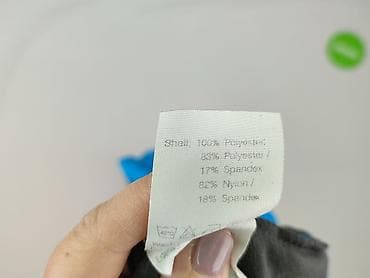 Shell: 100% Polyester;
83% Polyester /
17% Spandex
82% Nylon /
18% Spandex